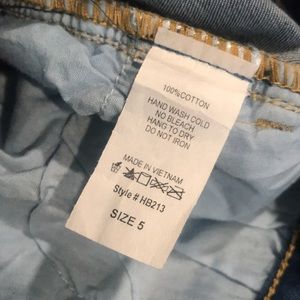 100%COTTON
HAND WASH COLD
NO BLEACH
HANG TO DRY
DO NOT IRON
MADE IN VIETNAM
Style # HB213
SIZE 5